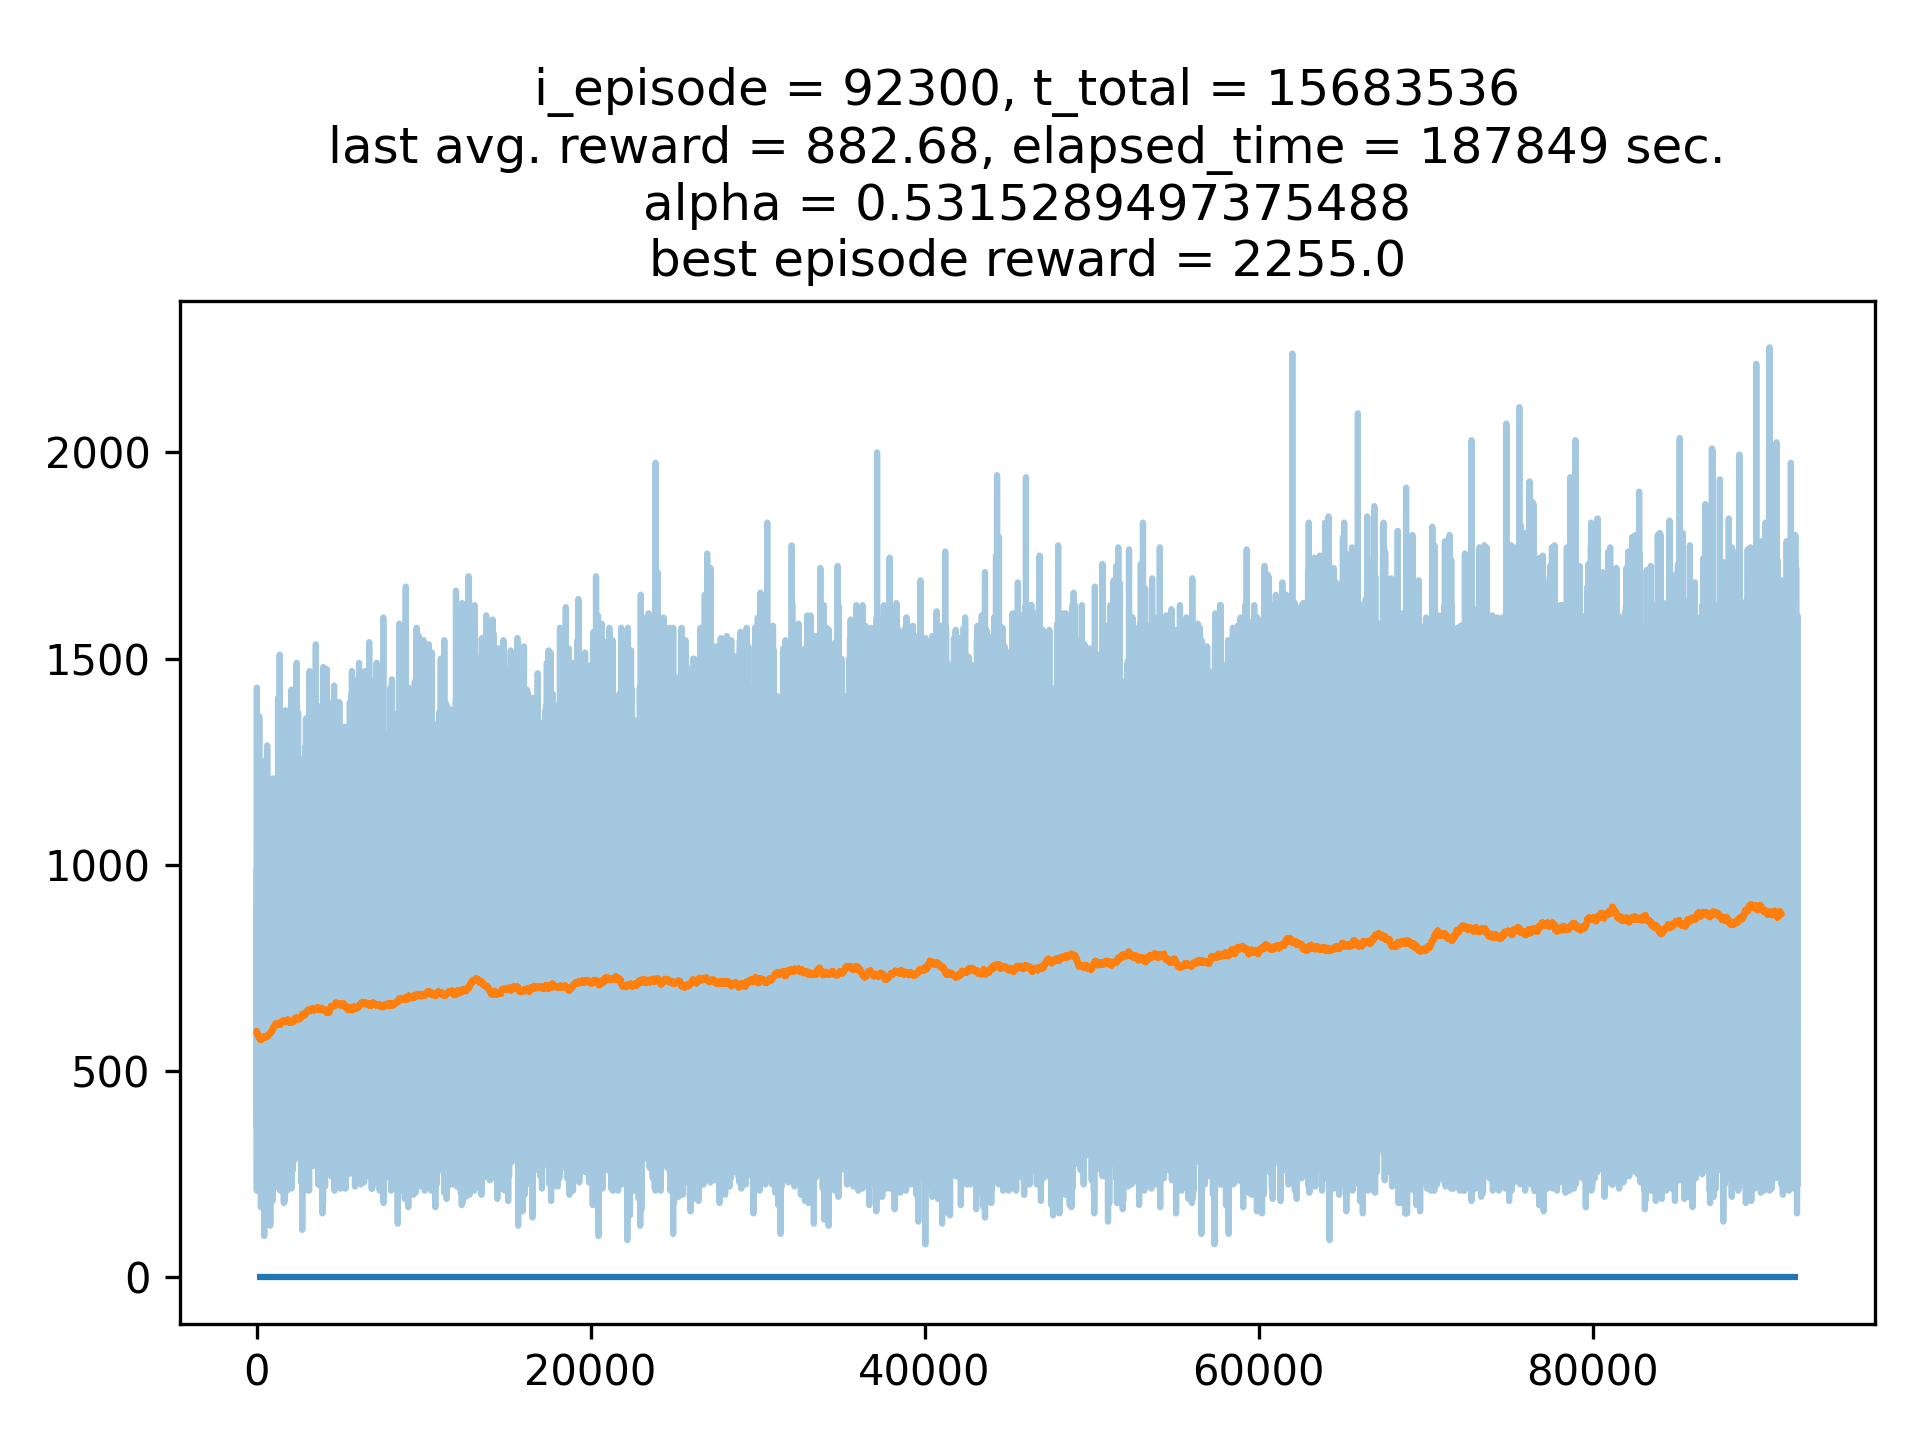 i_episode = 92300, t_total = 15683536
last avg. reward = 882.68, elapsed_time = 187849 sec.
alpha = 0.5315289497375488
best episode reward = 2255.0
2000
1500
1000
500
0
0 20000 40000 60000 80000